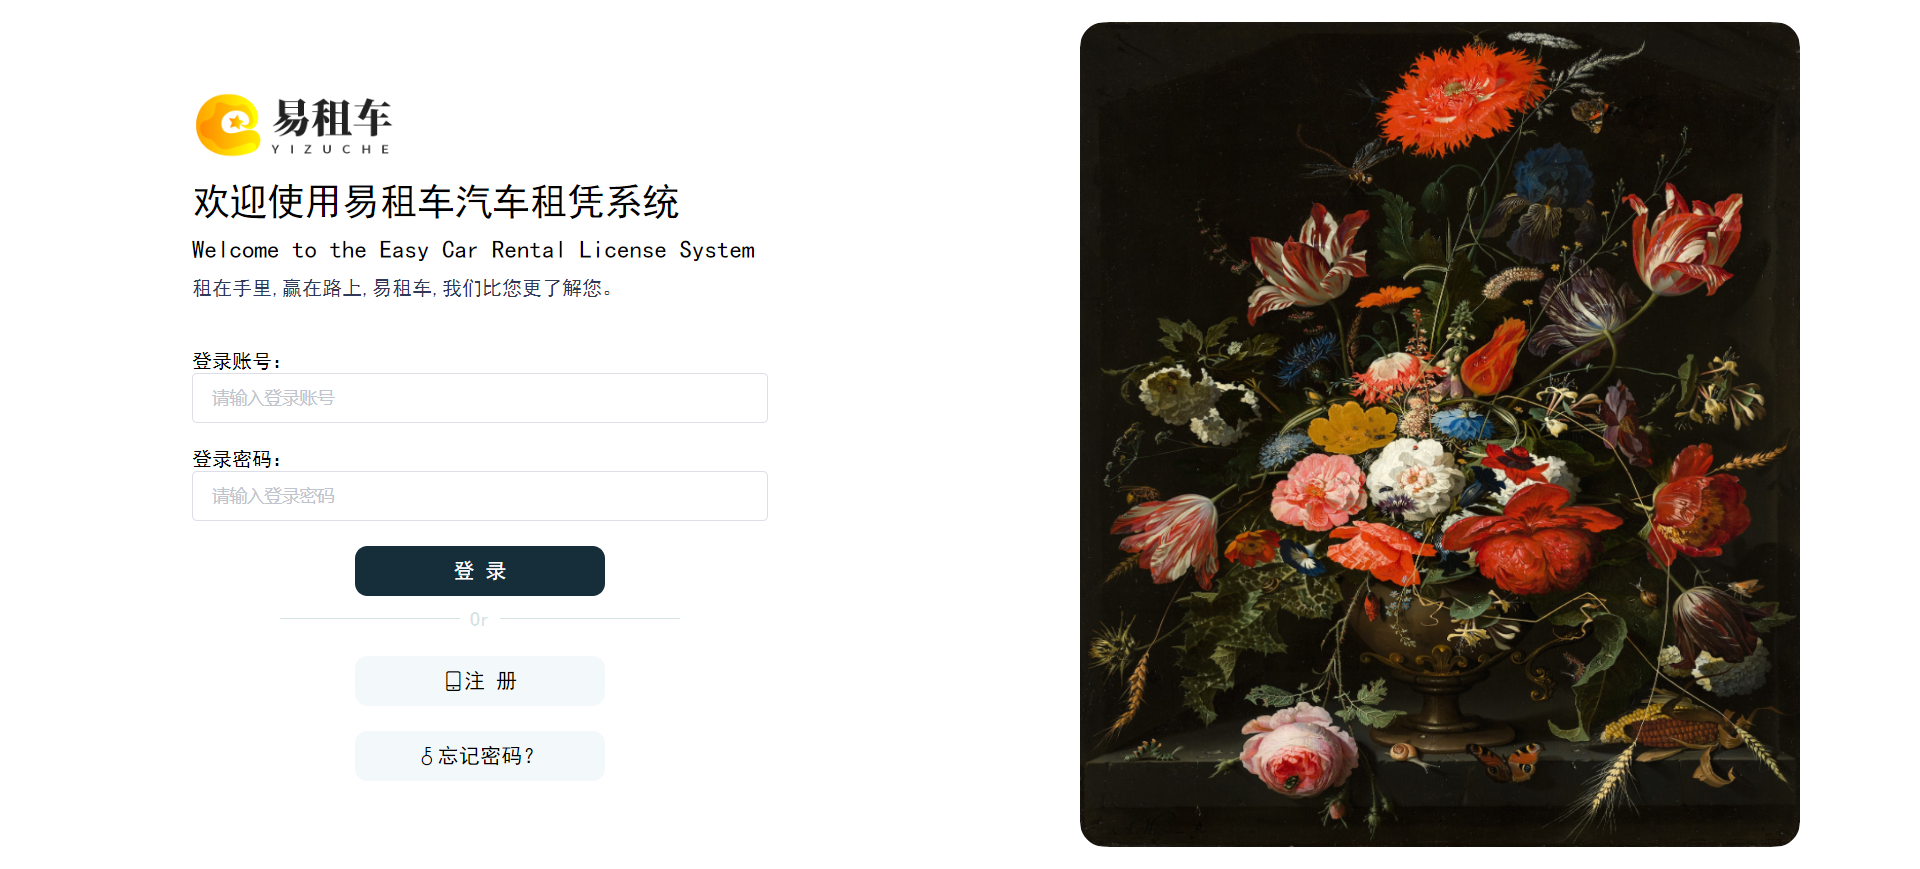 易租车
YIZUCHE
欢迎使用易租车汽车租凭系统
Welcome to the Easy Car Rental License System
租在手里,赢在路上,易租车,我们比您更了解您。
登录账号:
请输入登录账号
登录密码:
请输入登录密码
登 录
Or
注 册
忘记密码?